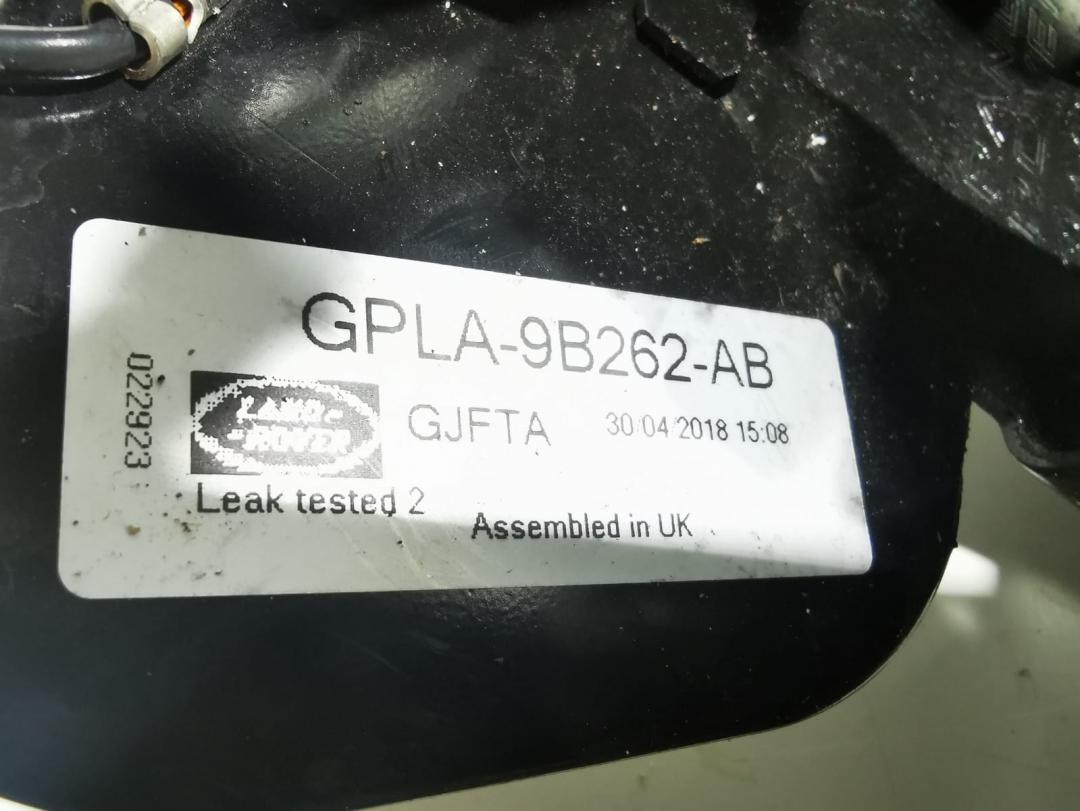 GPLA-9B262-AB
022923
LAND-
-ROVER
GJFTA 30/04/2018 15:08
Leak tested 2
Assembled in UK